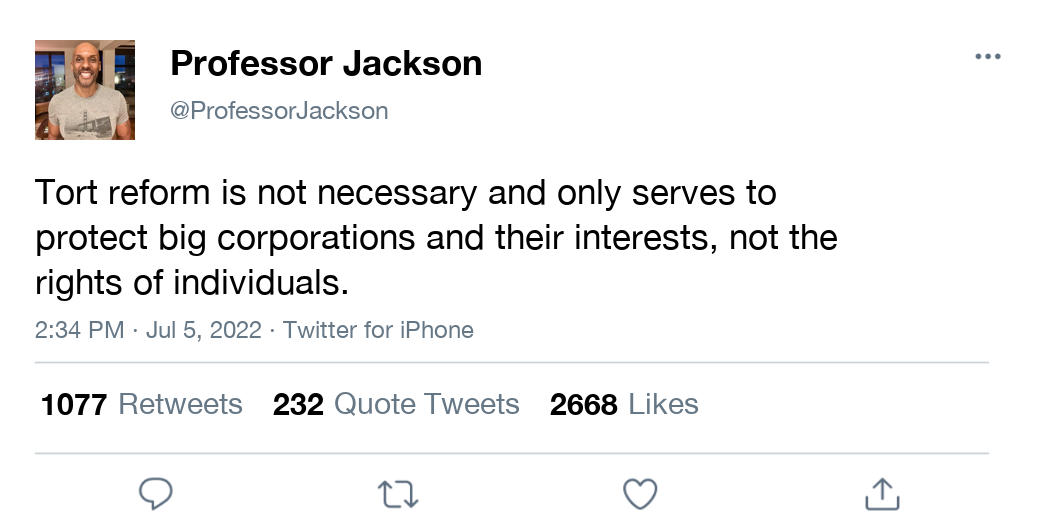 Professor Jackson
@ProfessorJackson
Tort reform is not necessary and only serves to
protect big corporations and their interests, not the
rights of individuals.
2:34 PM · Jul 5, 2022 · Twitter for iPhone
1077 Retweets 232 Quote Tweets 2668 Likes